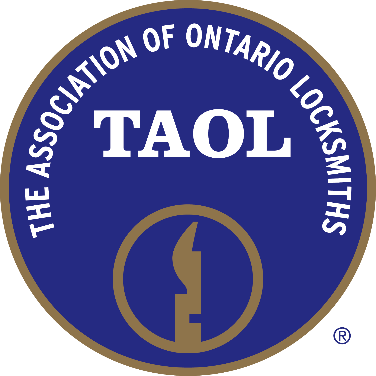 THE ASSOCIATION OF ONTARIO LOCKSMITHS
TAOL
®